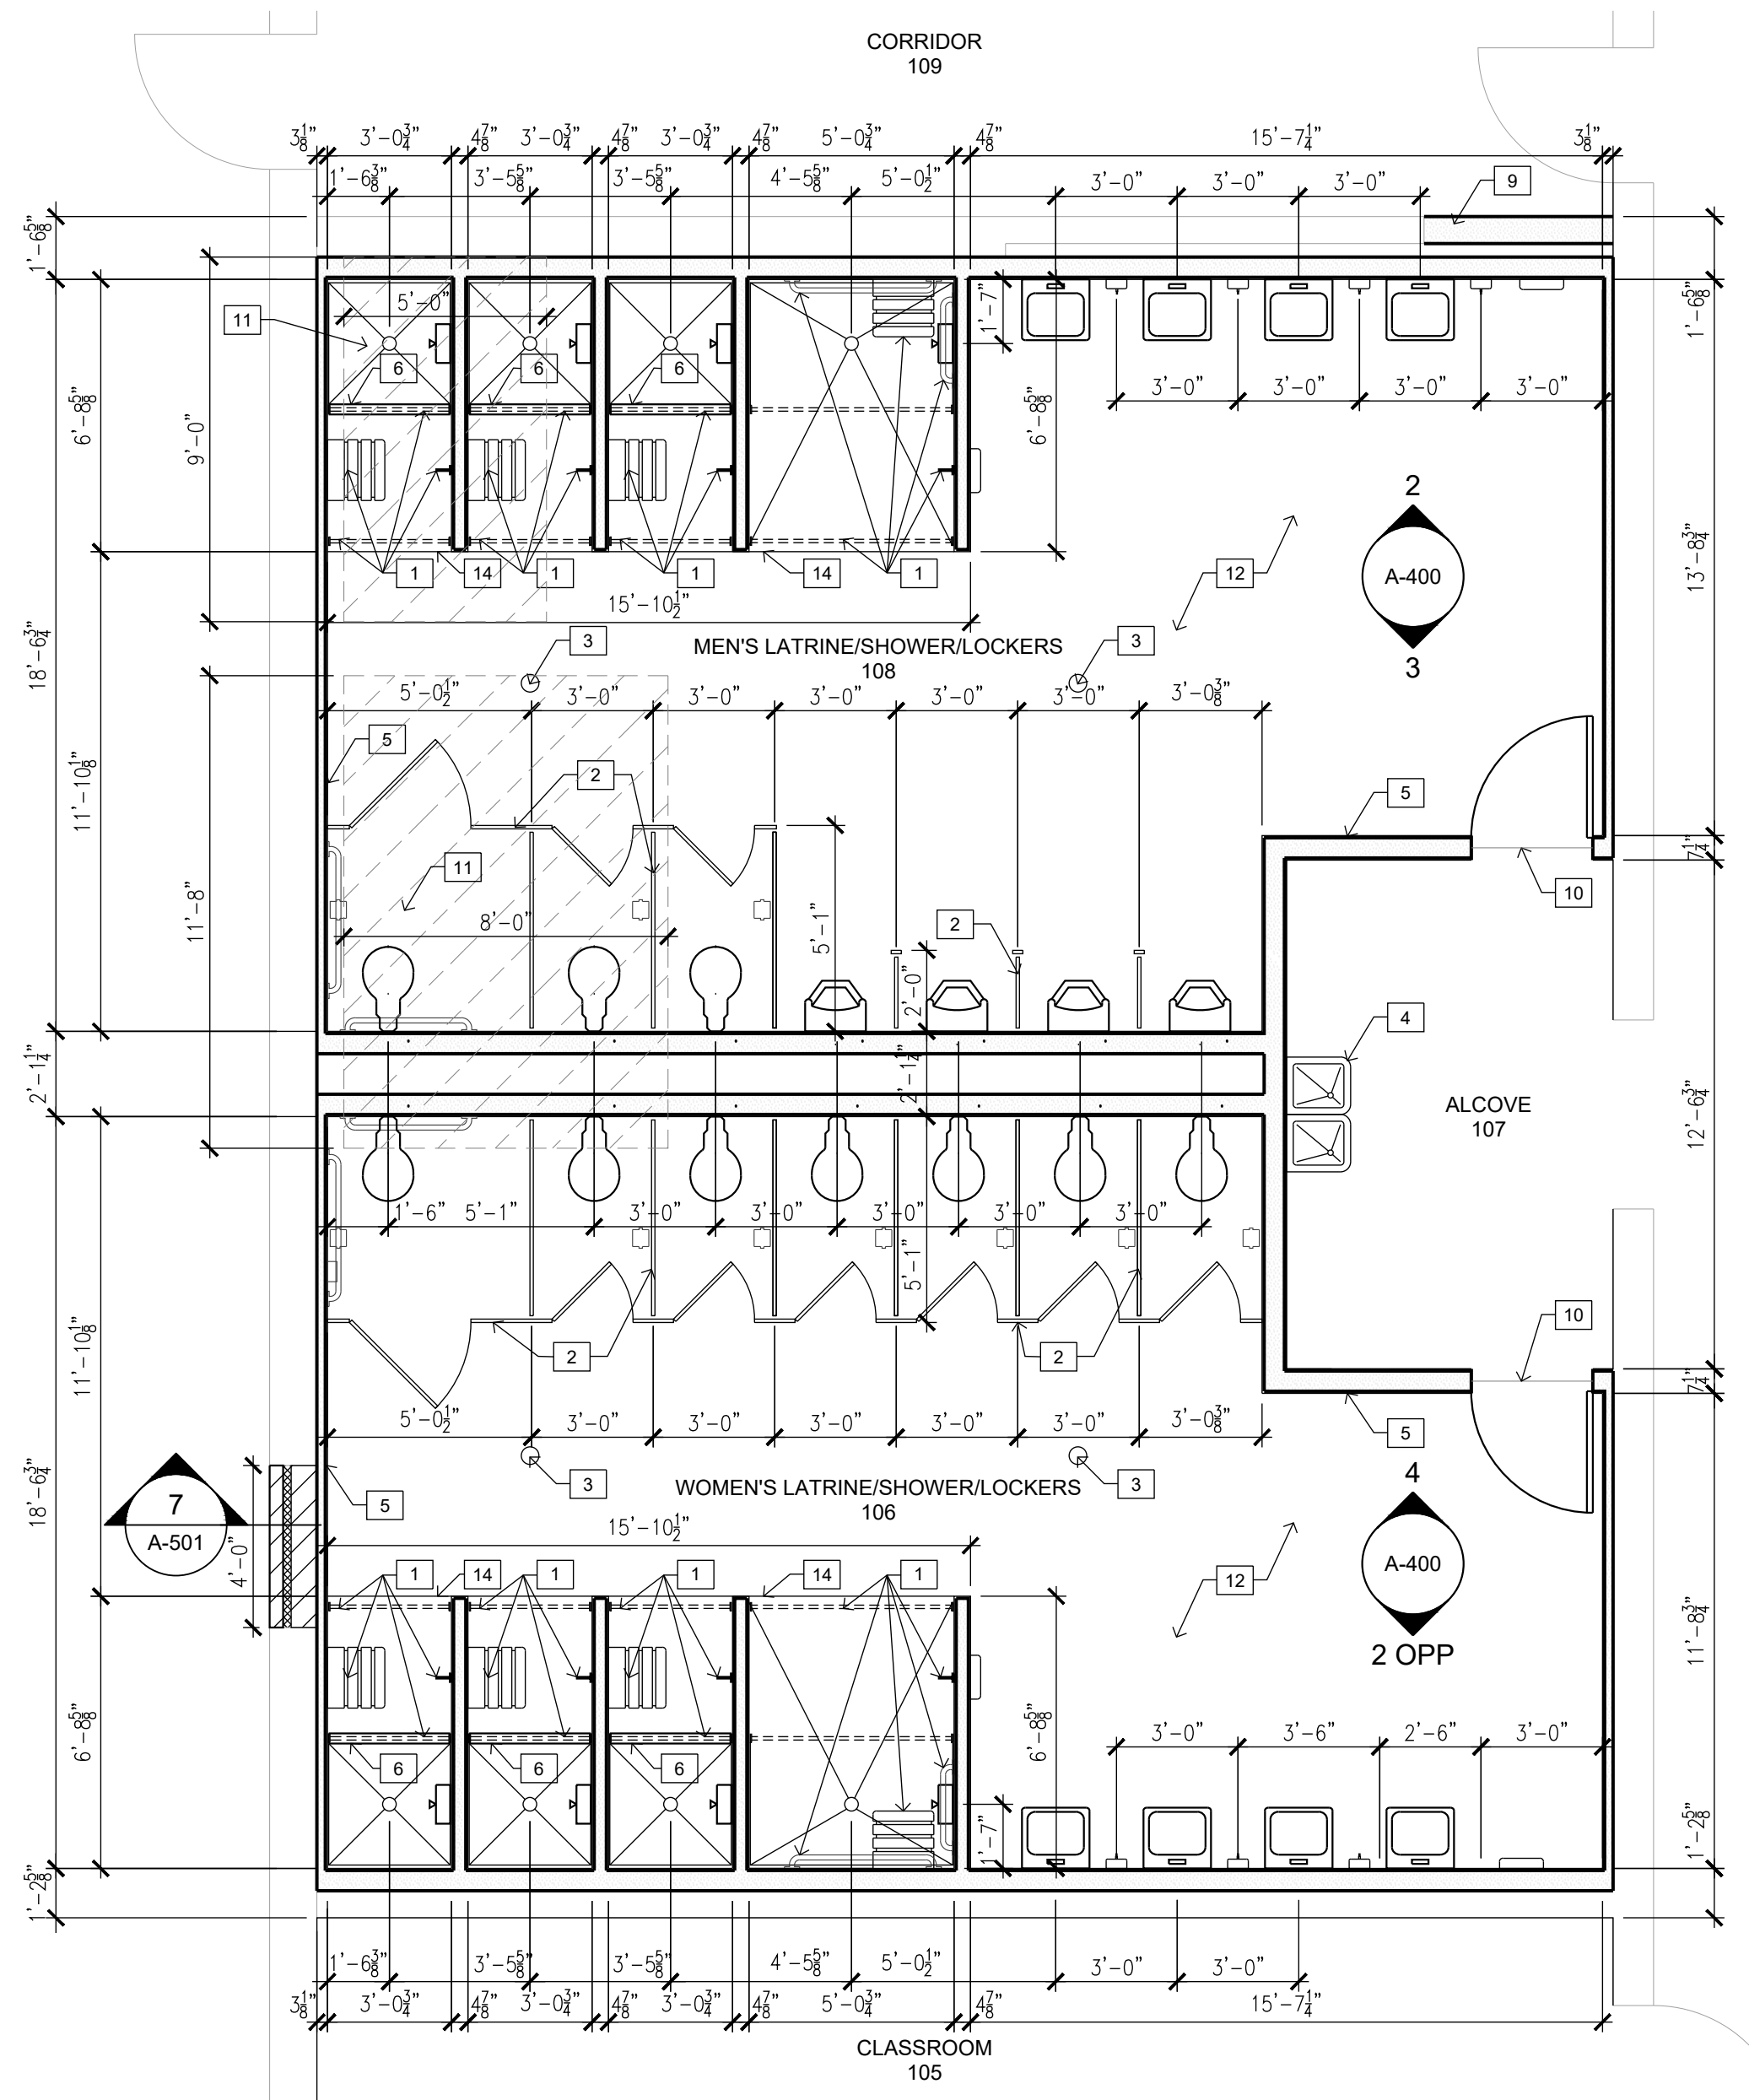 CORRIDOR
109
3 1/8" 3'-0 3/4" 4 7/8" 3'-0 3/4" 4 7/8" 3'-0 3/4" 4 7/8" 5'-0 3/4" 4 7/8" 15'-7 1/4" 3 1/8"
1'-6 3/8" 3'-5 5/8" 3'-5 5/8" 4'-5 5/8" 5'-0 1/2" 3'-0" 3'-0" 3'-0" 9
1'-6 5/8" 1'-6 5/8"
11 5'-0" 1'-7"
6 6 6
3'-0" 3'-0" 3'-0" 3'-0"
6'-8 5/8" 9'-0" 6'-8 5/8"
2
A-400
3
13'-8 3/4"
1 14 1 1 14 1 12
15'-10 1/2"
3 3
MEN'S LATRINE/SHOWER/LOCKERS
108
18'-6 3/4"
5'-0 1/2" 3'-0" 3'-0" 3'-0" 3'-0" 3'-0" 3'-0 3/8"
5 2 5
11'-10 1/8"
7 1/4"
11 10
11'-8" 8'-0" 5'-1" 2
2'-0"
4
2'-1 1/4" 2'-1 1/4"
ALCOVE
107
12'-6 3/4"
1'-6" 5'-1" 3'-0" 3'-0" 3'-0" 3'-0" 3'-0"
5'-1"
10
2 2
11'-10 1/8"
7 1/4"
5'-0 1/2" 3'-0" 3'-0" 3'-0" 3'-0" 3'-0" 3'-0 3/8"
5
3 3
4
A-400
2 OPP
WOMEN'S LATRINE/SHOWER/LOCKERS
106
18'-6 3/4"
7
A-501
5
4'-0"
15'-10 1/2"
1 14 1 1 14 1 12
11'-8 3/4"
6'-8 5/8" 6'-8 5/8"
3'-0" 3'-6" 2'-6" 3'-0"
6 6 6
1'-7"
1'-2 5/8" 1'-2 5/8"
1'-6 3/8" 3'-5 5/8" 3'-5 5/8" 4'-5 5/8" 5'-0 1/2" 3'-0" 3'-0"
3 1/8" 3'-0 3/4" 4 7/8" 3'-0 3/4" 4 7/8" 3'-0 3/4" 4 7/8" 5'-0 3/4" 4 7/8" 15'-7 1/4"
CLASSROOM
105